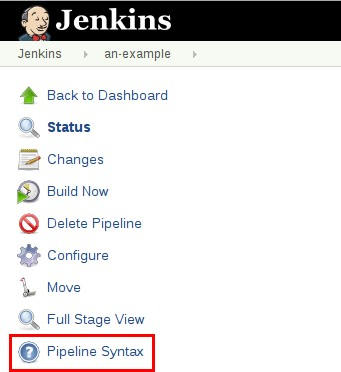 Jenkins
Jenkins an-example
Back to Dashboard
Status
Changes
Build Now
Delete Pipeline
Configure
Move
Full Stage View
Pipeline Syntax